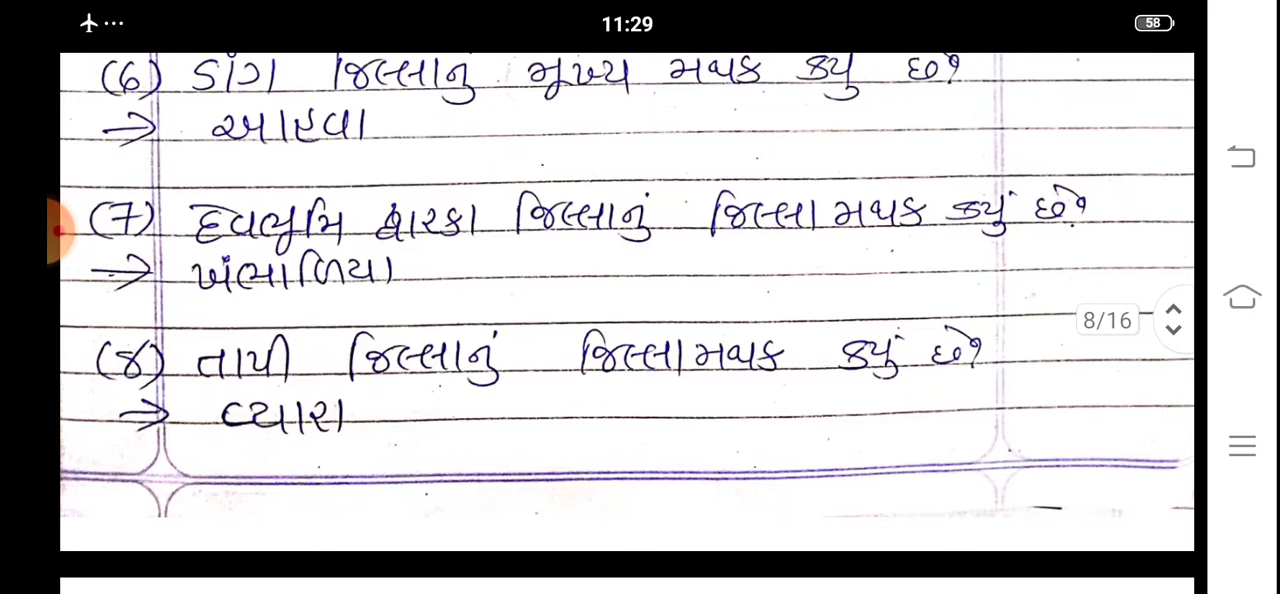 11:29
58
(6) ડાંગ જિલ્લાનું મુખ્ય મથક કયુ છે?
⇒ આહવા
(7) દેવભૂમિ દ્વારકા જિલ્લાનું જિલ્લામથક કયું છે?
⇒ ખંભાળિયા
8/16
(8) તાપી જિલ્લાનું જિલ્લામથક કયું છે?
⇒ વ્યારા